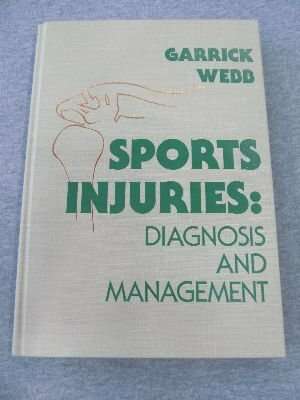 GARRICK
WEBB
SPORTS
INJURIES:
DIAGNOSIS
AND
MANAGEMENT